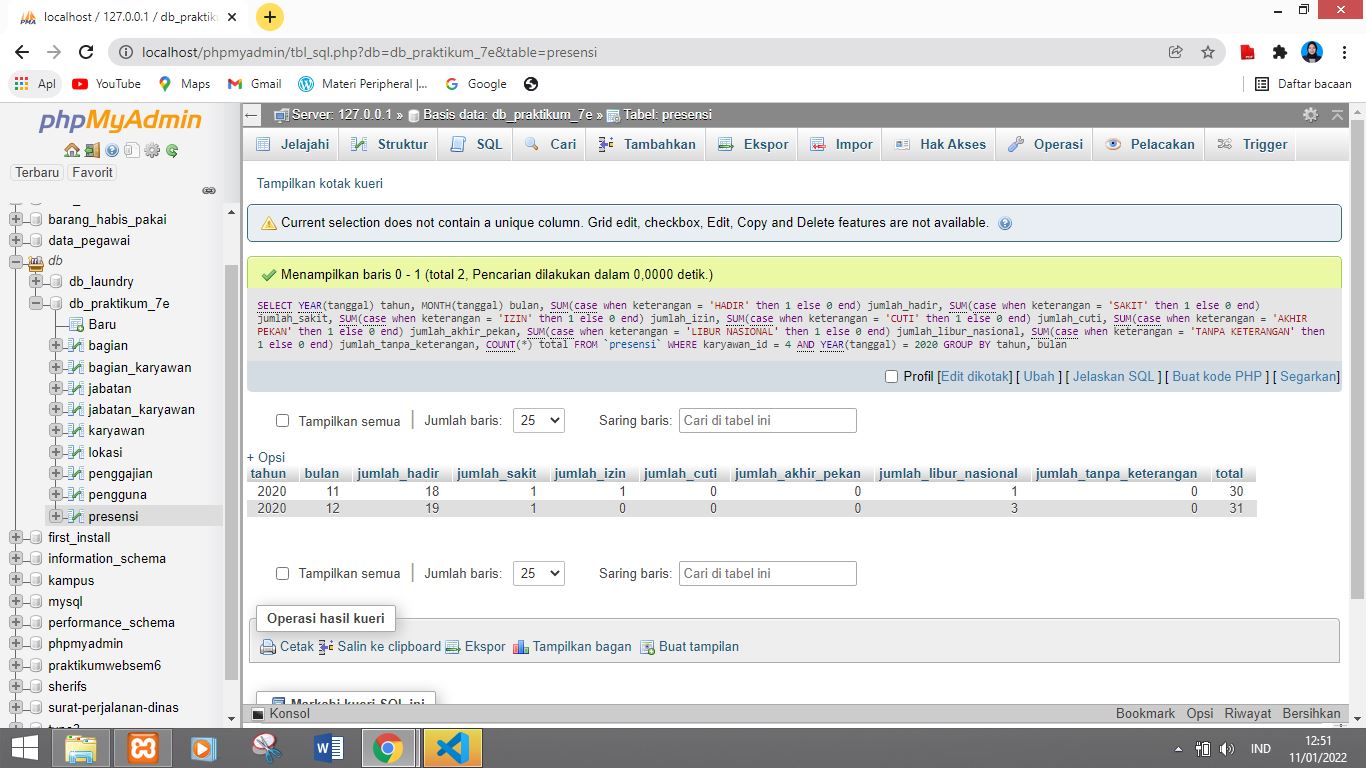 localhost / 127.0.0.1 / db_praktik
localhost/phpmyadmin/tbl_sql.php?db=db_praktikum_7e&table=presensi
Apl YouTube Maps Gmail Materi Peripheral |... Google Daftar bacaan
phpMyAdmin
Terbaru Favorit
barang_habis_pakai
data_pegawai
db
db_laundry
db_praktikum_7e
Baru
bagian
bagian_karyawan
jabatan
jabatan_karyawan
karyawan
lokasi
penggajian
pengguna
presensi
first_install
information_schema
kampus
mysql
performance_schema
phpmyadmin
praktikumwebsem6
sherifs
surat-perjalanan-dinas
Server: 127.0.0.1 » Basis data: db_praktikum_7e » Tabel: presensi
Jelajahi Struktur SQL Cari Tambahkan Ekspor Impor Hak Akses Operasi Pelacakan Trigger
Tampilkan kotak kueri
Current selection does not contain a unique column. Grid edit, checkbox, Edit, Copy and Delete features are not available.
Menampilkan baris 0 - 1 (total 2, Pencarian dilakukan dalam 0,0000 detik.)
SELECT YEAR(tanggal) tahun, MONTH(tanggal) bulan, SUM(case when keterangan = 'HADIR' then 1 else 0 end) jumlah_hadir, SUM(case when keterangan = 'SAKIT' then 1 else 0 end)
jumlah_sakit, SUM(case when keterangan = 'IZIN' then 1 else 0 end) jumlah_izin, SUM(case when keterangan = 'CUTI' then 1 else 0 end) jumlah_cuti, SUM(case when keterangan = 'AKHIR
PEKAN' then 1 else 0 end) jumlah_akhir_pekan, SUM(case when keterangan = 'LIBUR NASIONAL' then 1 else 0 end) jumlah_libur_nasional, SUM(case when keterangan = 'TANPA KETERANGAN' then
1 else 0 end) jumlah_tanpa_keterangan, COUNT(*) total FROM `presensi` WHERE karyawan_id = 4 AND YEAR(tanggal) = 2020 GROUP BY tahun, bulan
Profil [Edit dikotak] [ Ubah ] [ Jelaskan SQL ] [ Buat kode PHP ] [ Segarkan]
Tampilkan semua | Jumlah baris: 25 Saring baris: Cari di tabel ini
+ Opsi
tahun bulan jumlah_hadir jumlah_sakit jumlah_izin jumlah_cuti jumlah_akhir_pekan jumlah_libur_nasional jumlah_tanpa_keterangan total
2020 11 18 1 1 0 0 1 0 30
2020 12 19 1 0 0 0 3 0 31
Tampilkan semua | Jumlah baris: 25 Saring baris: Cari di tabel ini
Operasi hasil kueri
Cetak Salin ke clipboard Ekspor Tampilkan bagan Buat tampilan
Markahi kueri SQL ini
Konsol Bookmark Opsi Riwayat Bersihkan
IND
12:51
11/01/2022